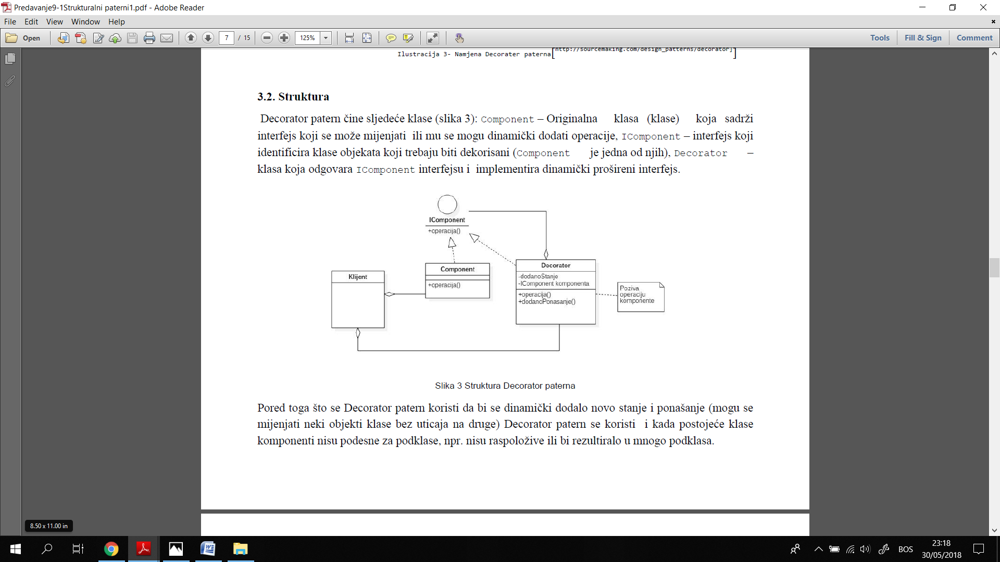 Predavanje9-1Strukturalni paterni1.pdf - Adobe Reader
File Edit View Window Help
Open 7 / 15 125% Tools Fill & Sign Comment
Ilustracija 3- Namjena Decorater paterna[http://sourcemaking.com/design_patterns/decorator]]
3.2. Struktura
Decorator patern čine sljedeće klase (slika 3): Component – Originalna klasa (klase) koja sadrži
interfejs koji se može mijenjati ili mu se mogu dinamički dodati operacije, IComponent – interfejs koji
identificira klase objekata koji trebaju biti dekorisani (Component je jedna od njih), Decorator –
klasa koja odgovara IComponent interfejsu i implementira dinamički prošireni interfejs.
IComponent
+operacija()
Klijent
Component
+operacija()
Decorator
-dodanoStanje
-IComponent komponenta
+operacija()
+dodanoPonasanje()
Poziva
operaciju
komponente
Slika 3 Struktura Decorator paterna
Pored toga što se Decorator patern koristi da bi se dinamički dodalo novo stanje i ponašanje (mogu se
mijenjati neki objekti klase bez uticaja na druge) Decorator patern se koristi i kada postojeće klase
komponenti nisu podesne za podklase, npr. nisu raspoložive ili bi rezultiralo u mnogo podklasa.
8.50 x 11.00 in
BOS
23:18
30/05/2018